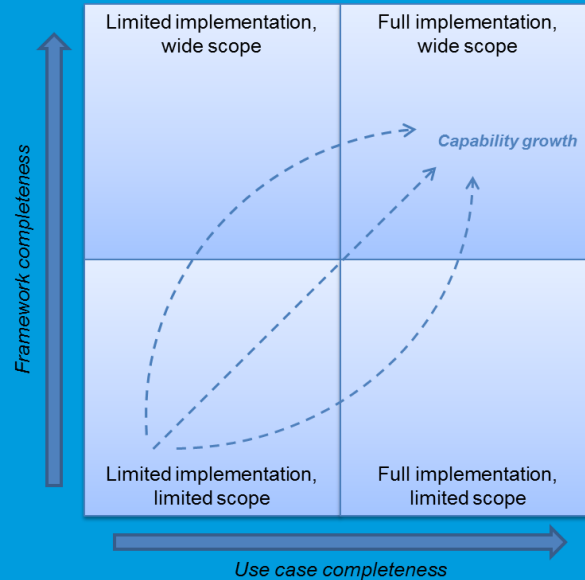 Limited implementation,
wide scope
Full implementation,
wide scope
Capability growth
Framework completeness
Limited implementation,
limited scope
Full implementation,
limited scope
Use case completeness